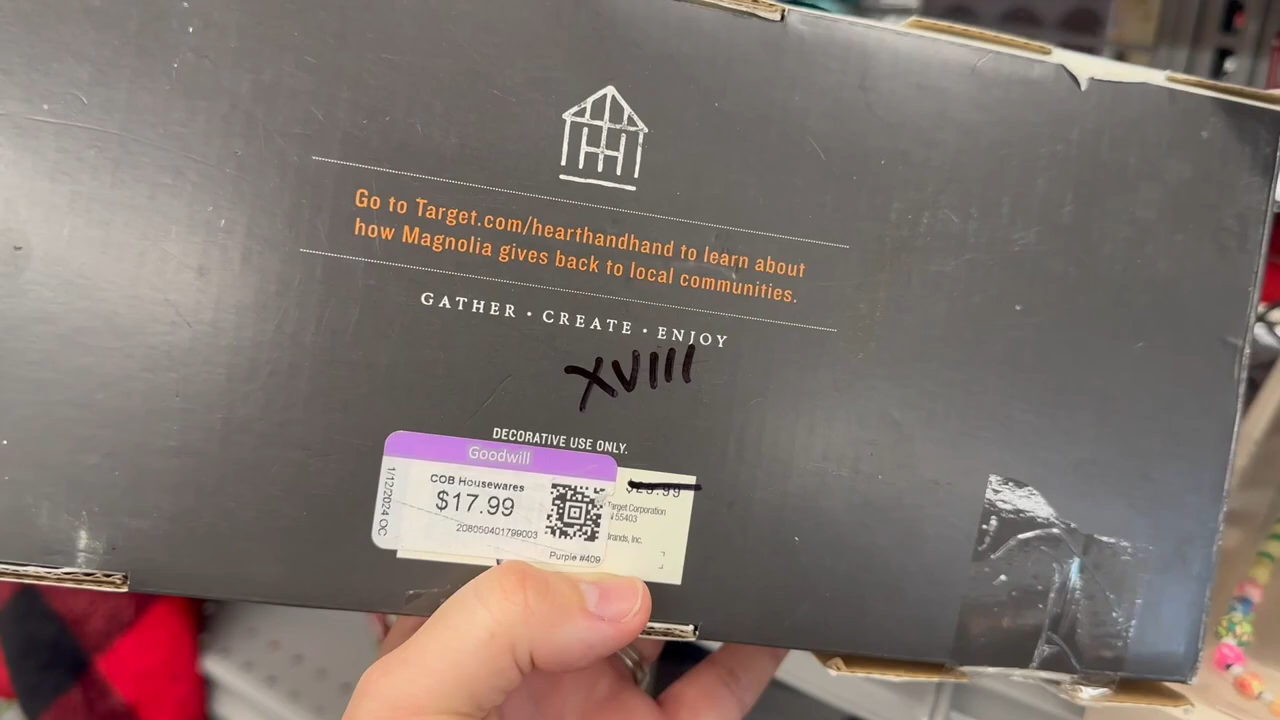 Go to Target.com/hearthandhand to learn about
how Magnolia gives back to local communities.
GATHER • CREATE • ENJOY
XVIII
DECORATIVE USE ONLY.
Goodwill
COB Housewares
$17.99
208050401799003
Purple #409
1/12/2024 OC
Target Corporation
55403
Brands, Inc.